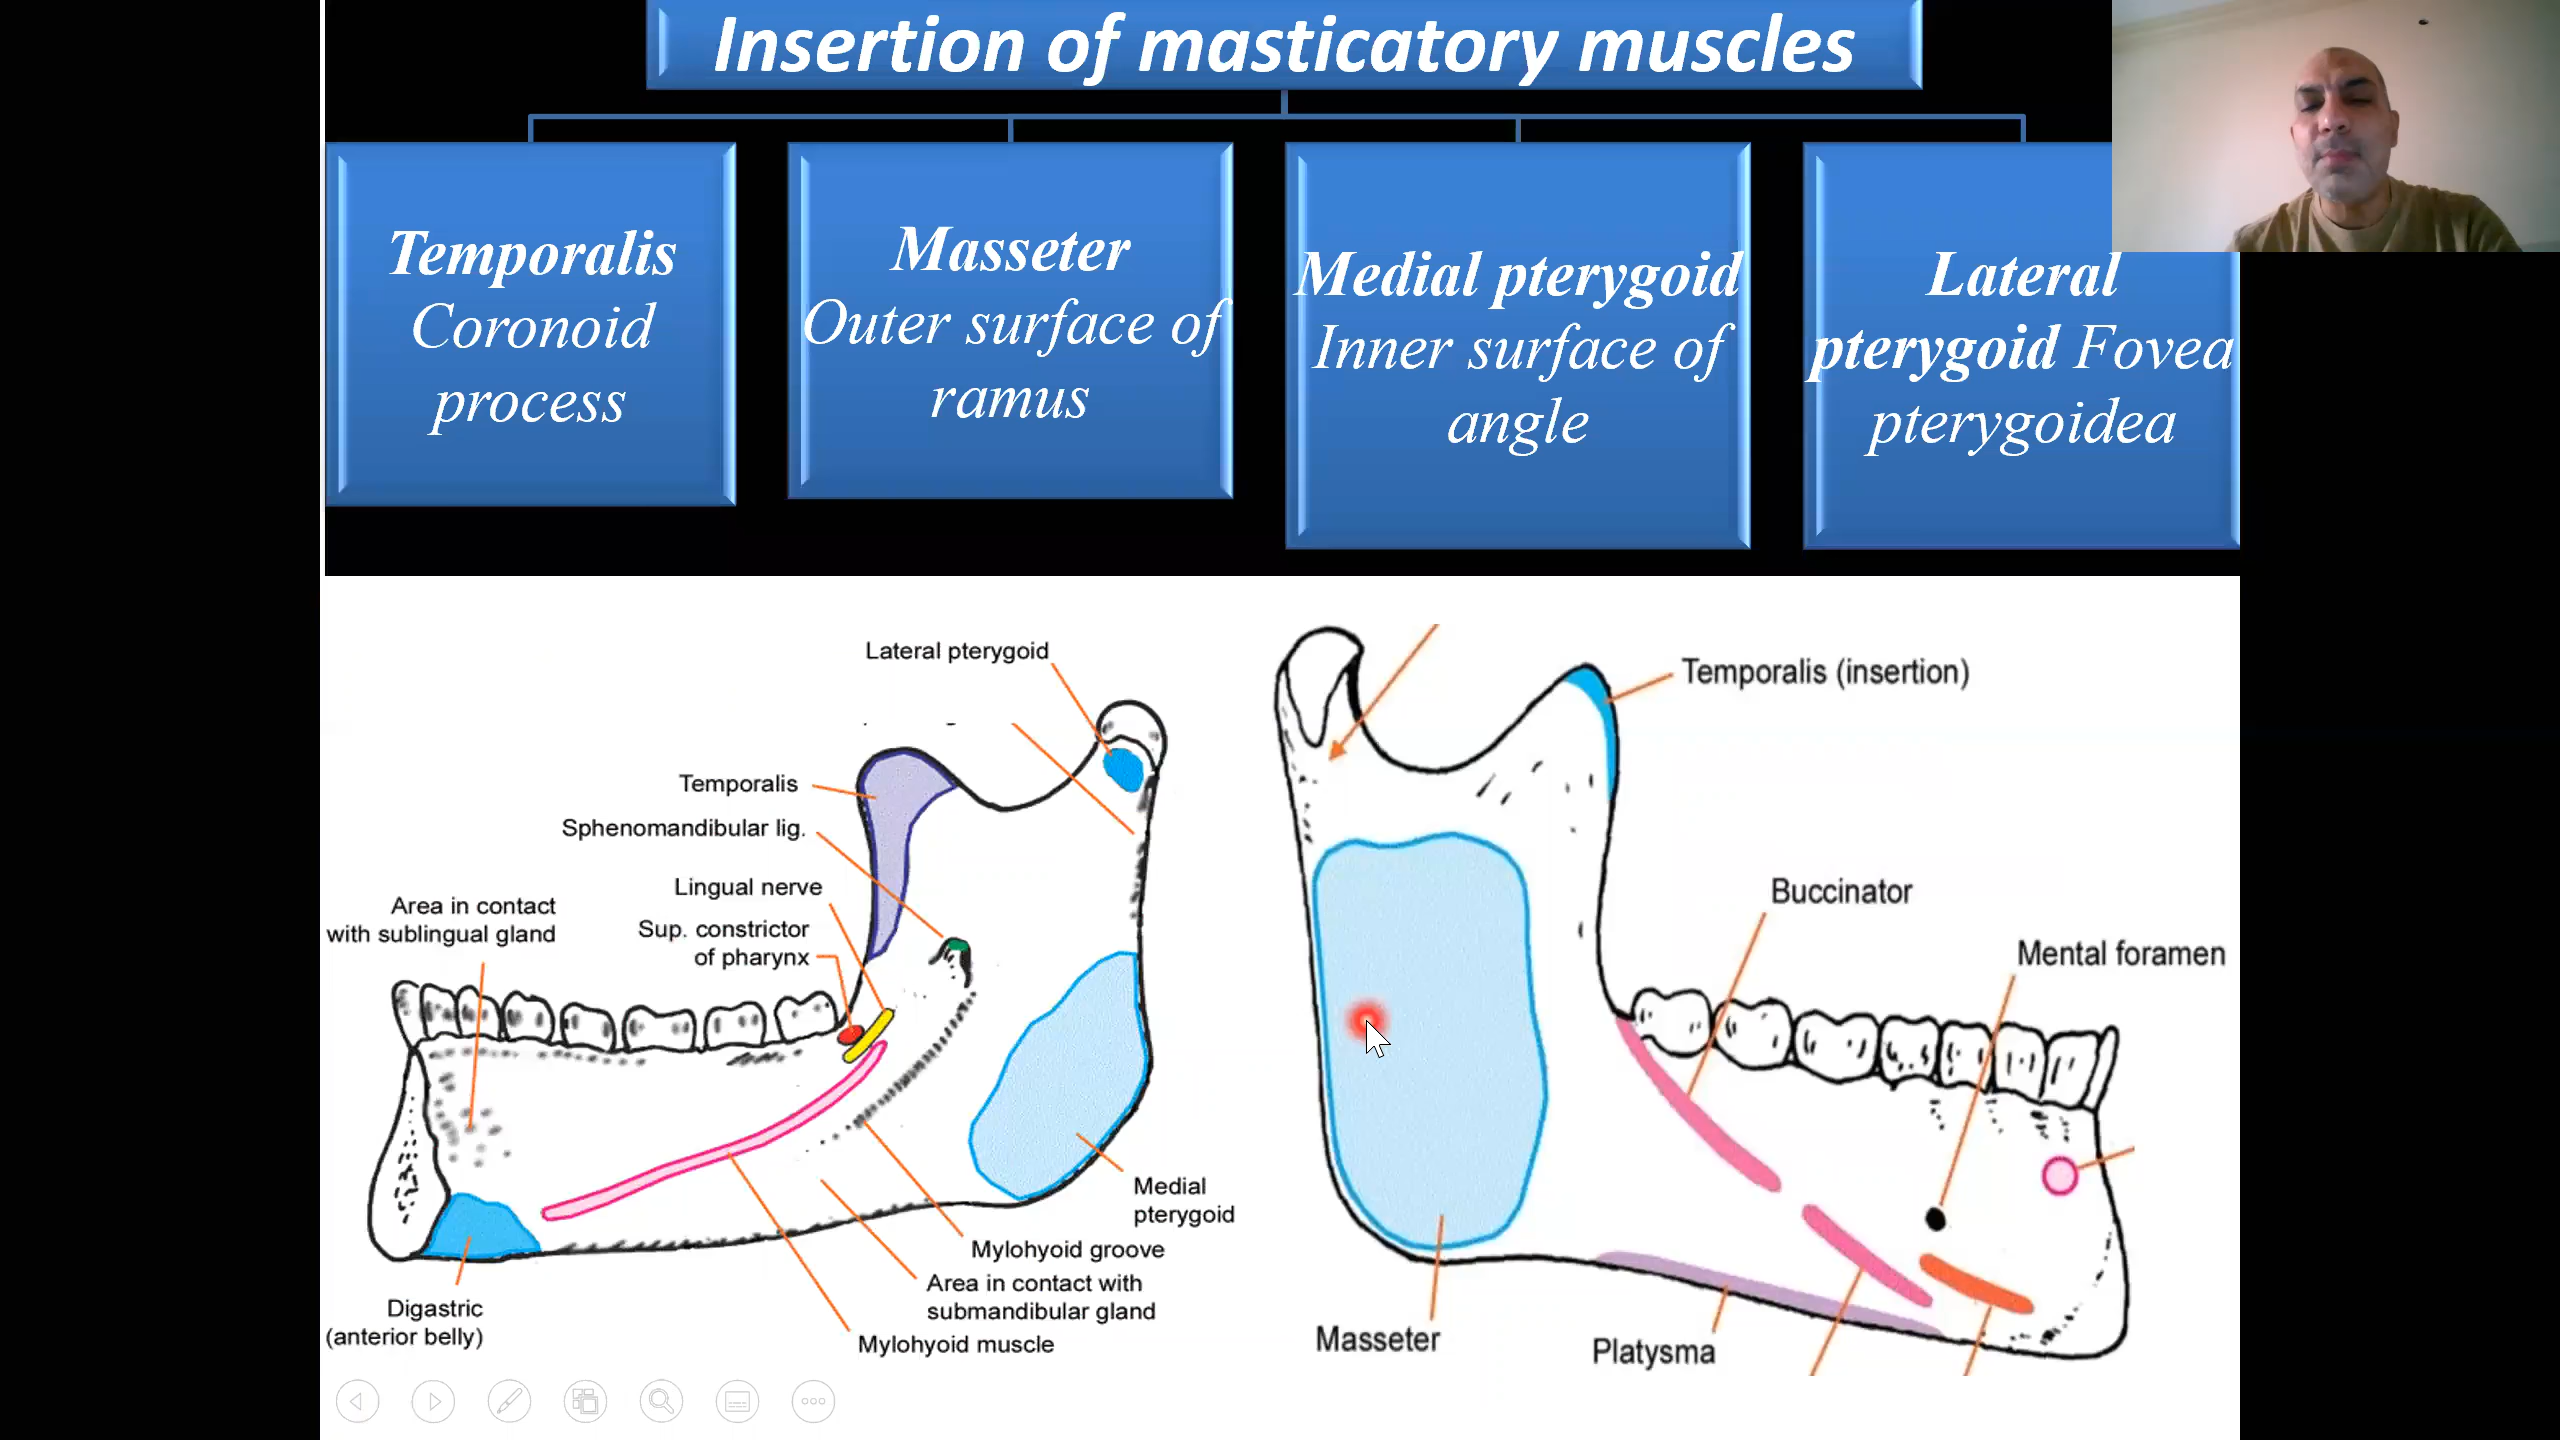 Insertion of masticatory muscles
Temporalis
Coronoid
process
Masseter
Outer surface of
ramus
Medial pterygoid
Inner surface of
angle
Lateral
pterygoid Fovea
pterygoidea
Lateral pterygoid
Temporalis
Sphenomandibular lig.
Lingual nerve
Sup. constrictor
of pharynx
Area in contact
with sublingual gland
Digastric
(anterior belly)
Medial
pterygoid
Mylohyoid groove
Area in contact with
submandibular gland
Mylohyoid muscle
Temporalis (insertion)
Buccinator
Mental foramen
Masseter
Platysma